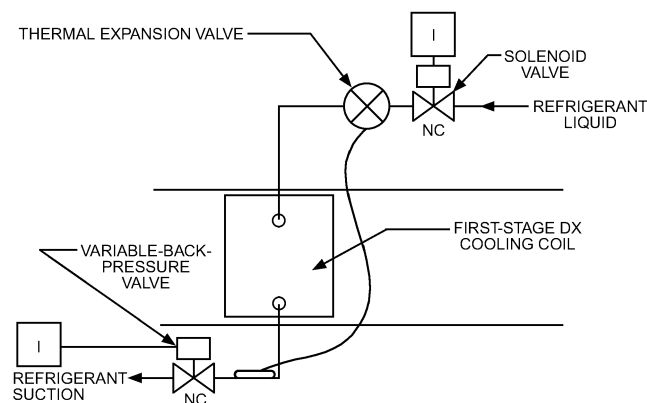 THERMAL EXPANSION VALVE
I
SOLENOID
VALVE
NC
REFRIGERANT
LIQUID
FIRST-STAGE DX
COOLING COIL
VARIABLE-BACK-
PRESSURE
VALVE
I
REFRIGERANT
SUCTION
NC